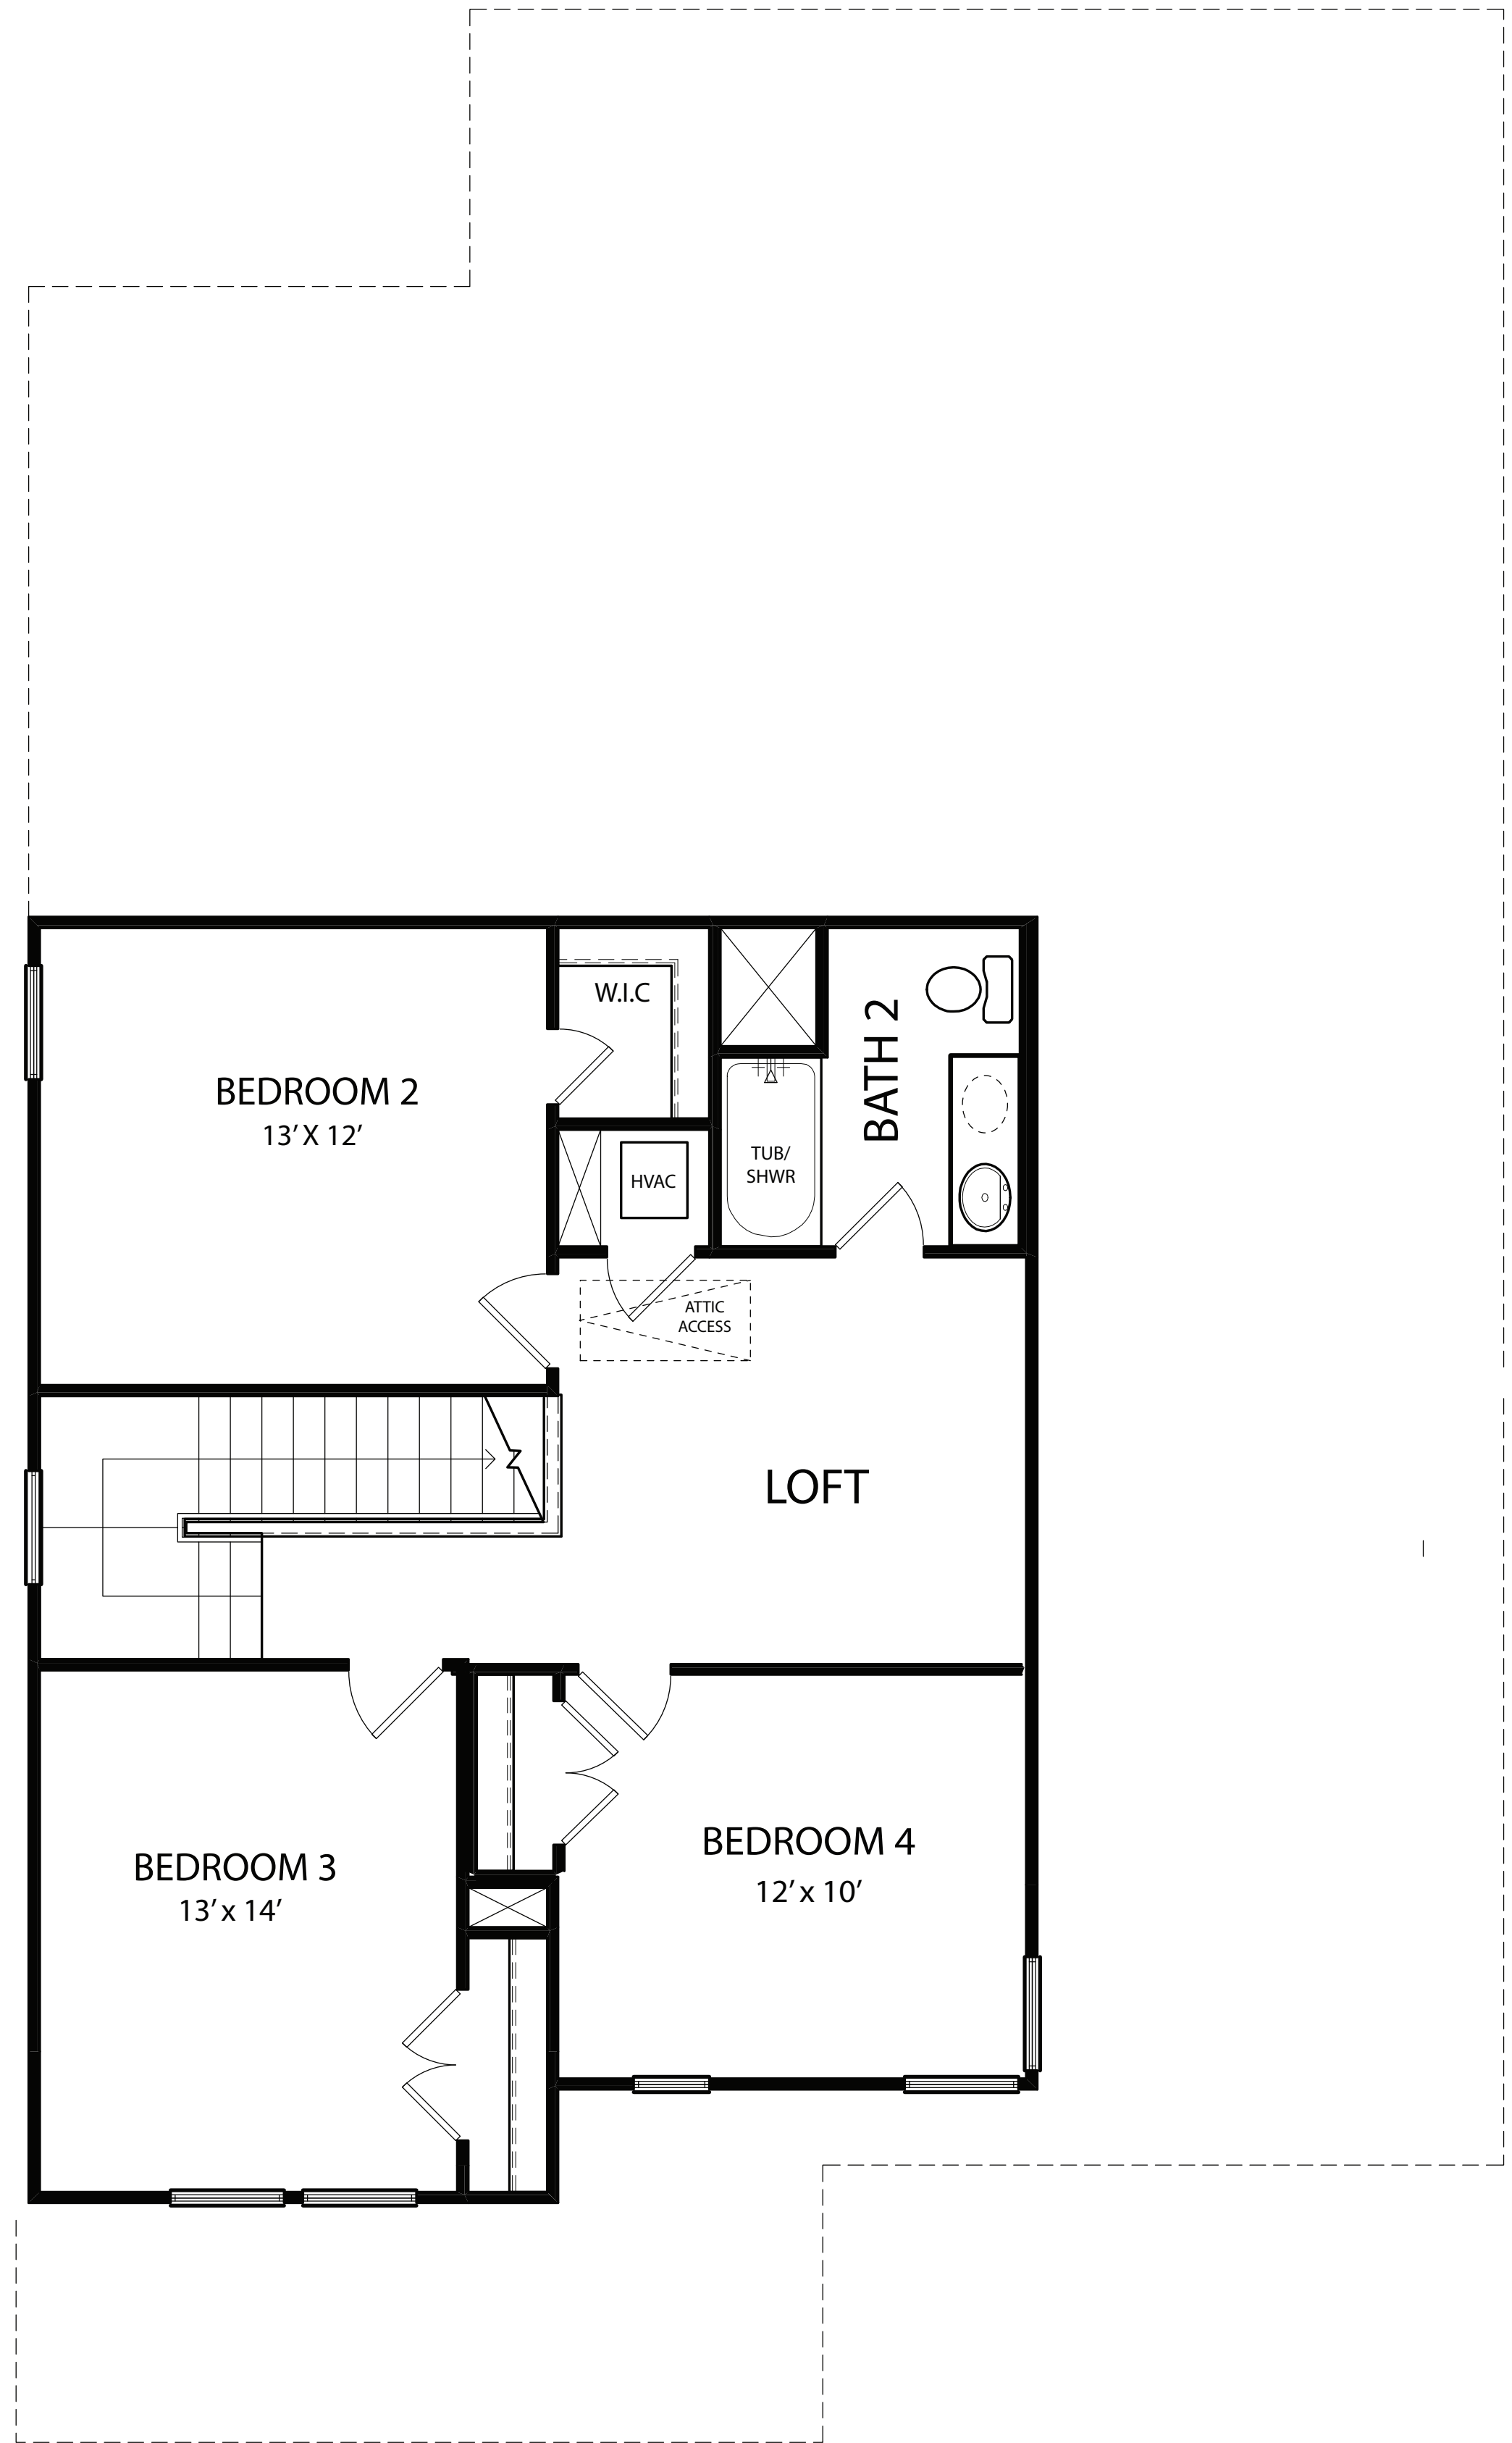 W.I.C
BATH 2
BEDROOM 2
13’ X 12’
TUB/
SHWR
HVAC
ATTIC
ACCESS
LOFT
BEDROOM 4
12’ x 10’
BEDROOM 3
13’ x 14’